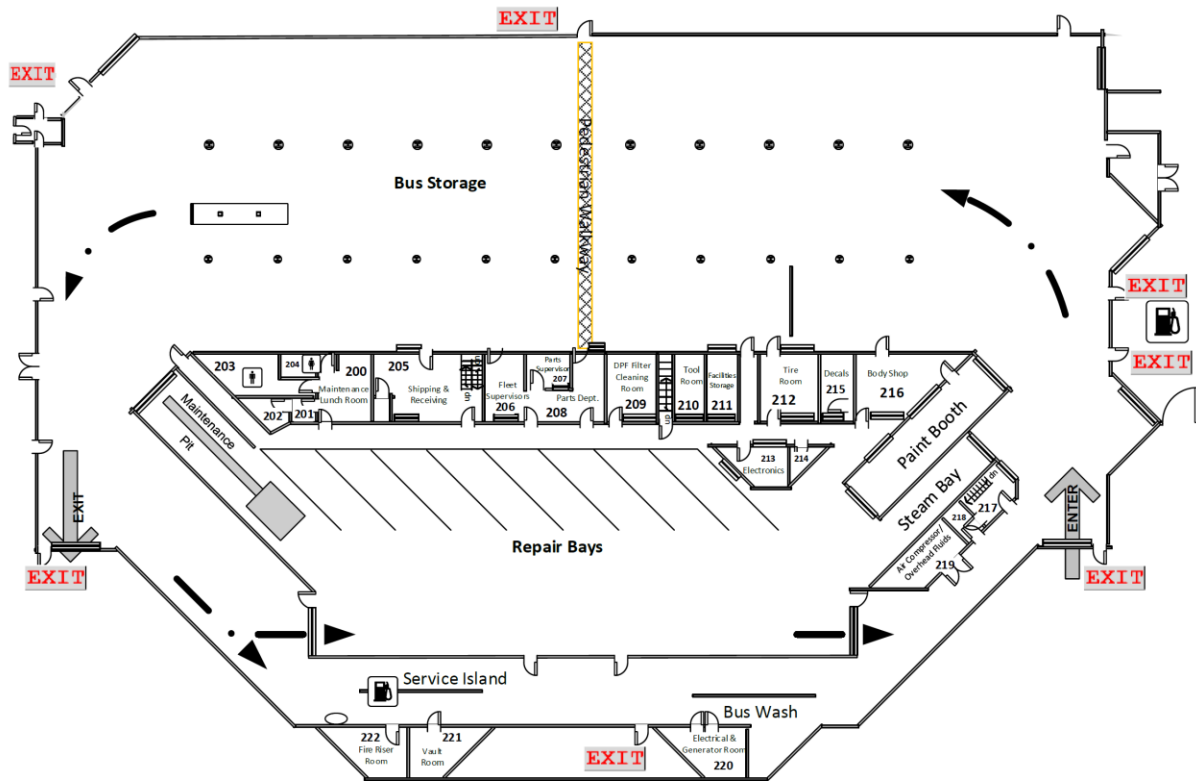 EXIT
EXIT
Pedestrian Walkway
Bus Storage
EXIT
EXIT
203
204
200
Maintenance
Lunch Room
202
201
205
Shipping &
Receiving
up
up
Fleet
Supervisors
206
Parts
Supervisor
207
Parts Dept.
208
DPF Filter
Cleaning
Room
209
up
Tool
Room
210
Facilities
Storage
211
Tire
Room
212
Decals
215
Body Shop
216
Maintenance
Pit
213
Electronics
214
Paint Booth
Steam Bay
dn
217
218
Air Compressor/
Overhead Fluids
219
EXIT
ENTER
Repair Bays
EXIT
EXIT
Service Island
Bus Wash
222
Fire Riser
Room
221
Vault
Room
EXIT
Electrical &
Generator Room
220